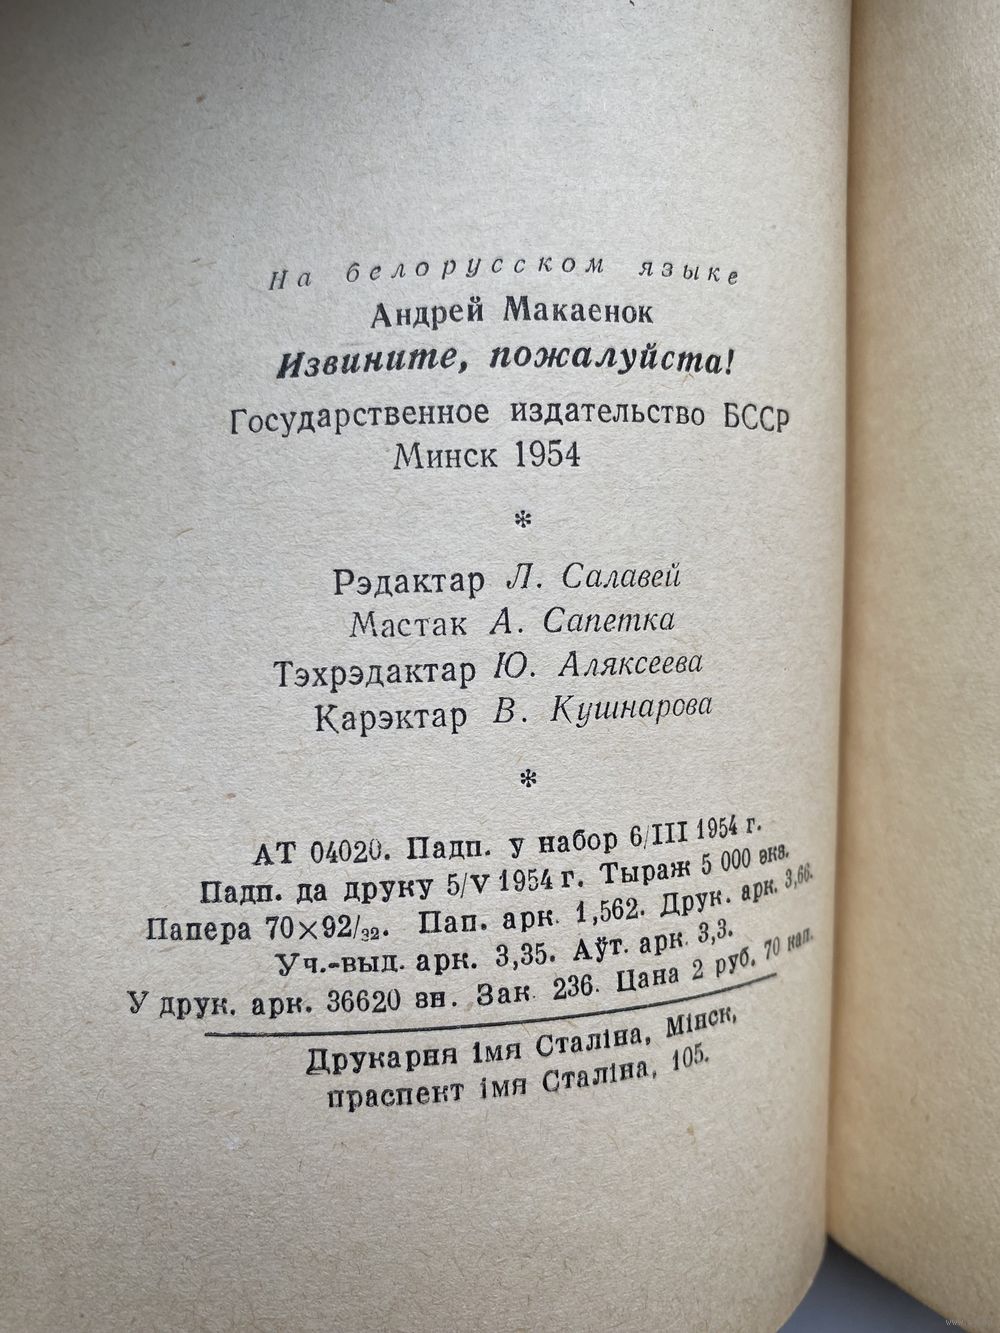 На белорусском языке
Андрей Макаенок
Извините, пожалуйста!
Государственное издательство БССР
Минск 1954
*
Рэдактар Л. Салавей
Мастак А. Сапетка
Тэхрэдактар Ю. Аляксеева
Карэктар В. Кушнарова
*
АТ 04020. Падп. у набор 6/III 1954 г.
Падп. да друку 5/V 1954 г. Тыраж 5 000 экз.
Папера 70×92/32. Пап. арк. 1,562. Друк. арк. 3,66.
Уч.-выд. арк. 3,35. Аўт. арк. 3,3.
У друк. арк. 36620 зн. Зак. 236. Цана 2 руб. 70 кап.
Друкарня імя Сталіна, Мінск,
праспект імя Сталіна, 105.